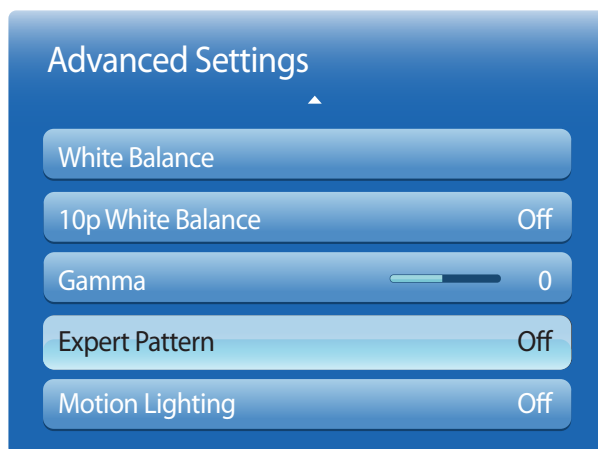 Advanced Settings
White Balance
10p White Balance Off
Gamma 0
Expert Pattern Off
Motion Lighting Off